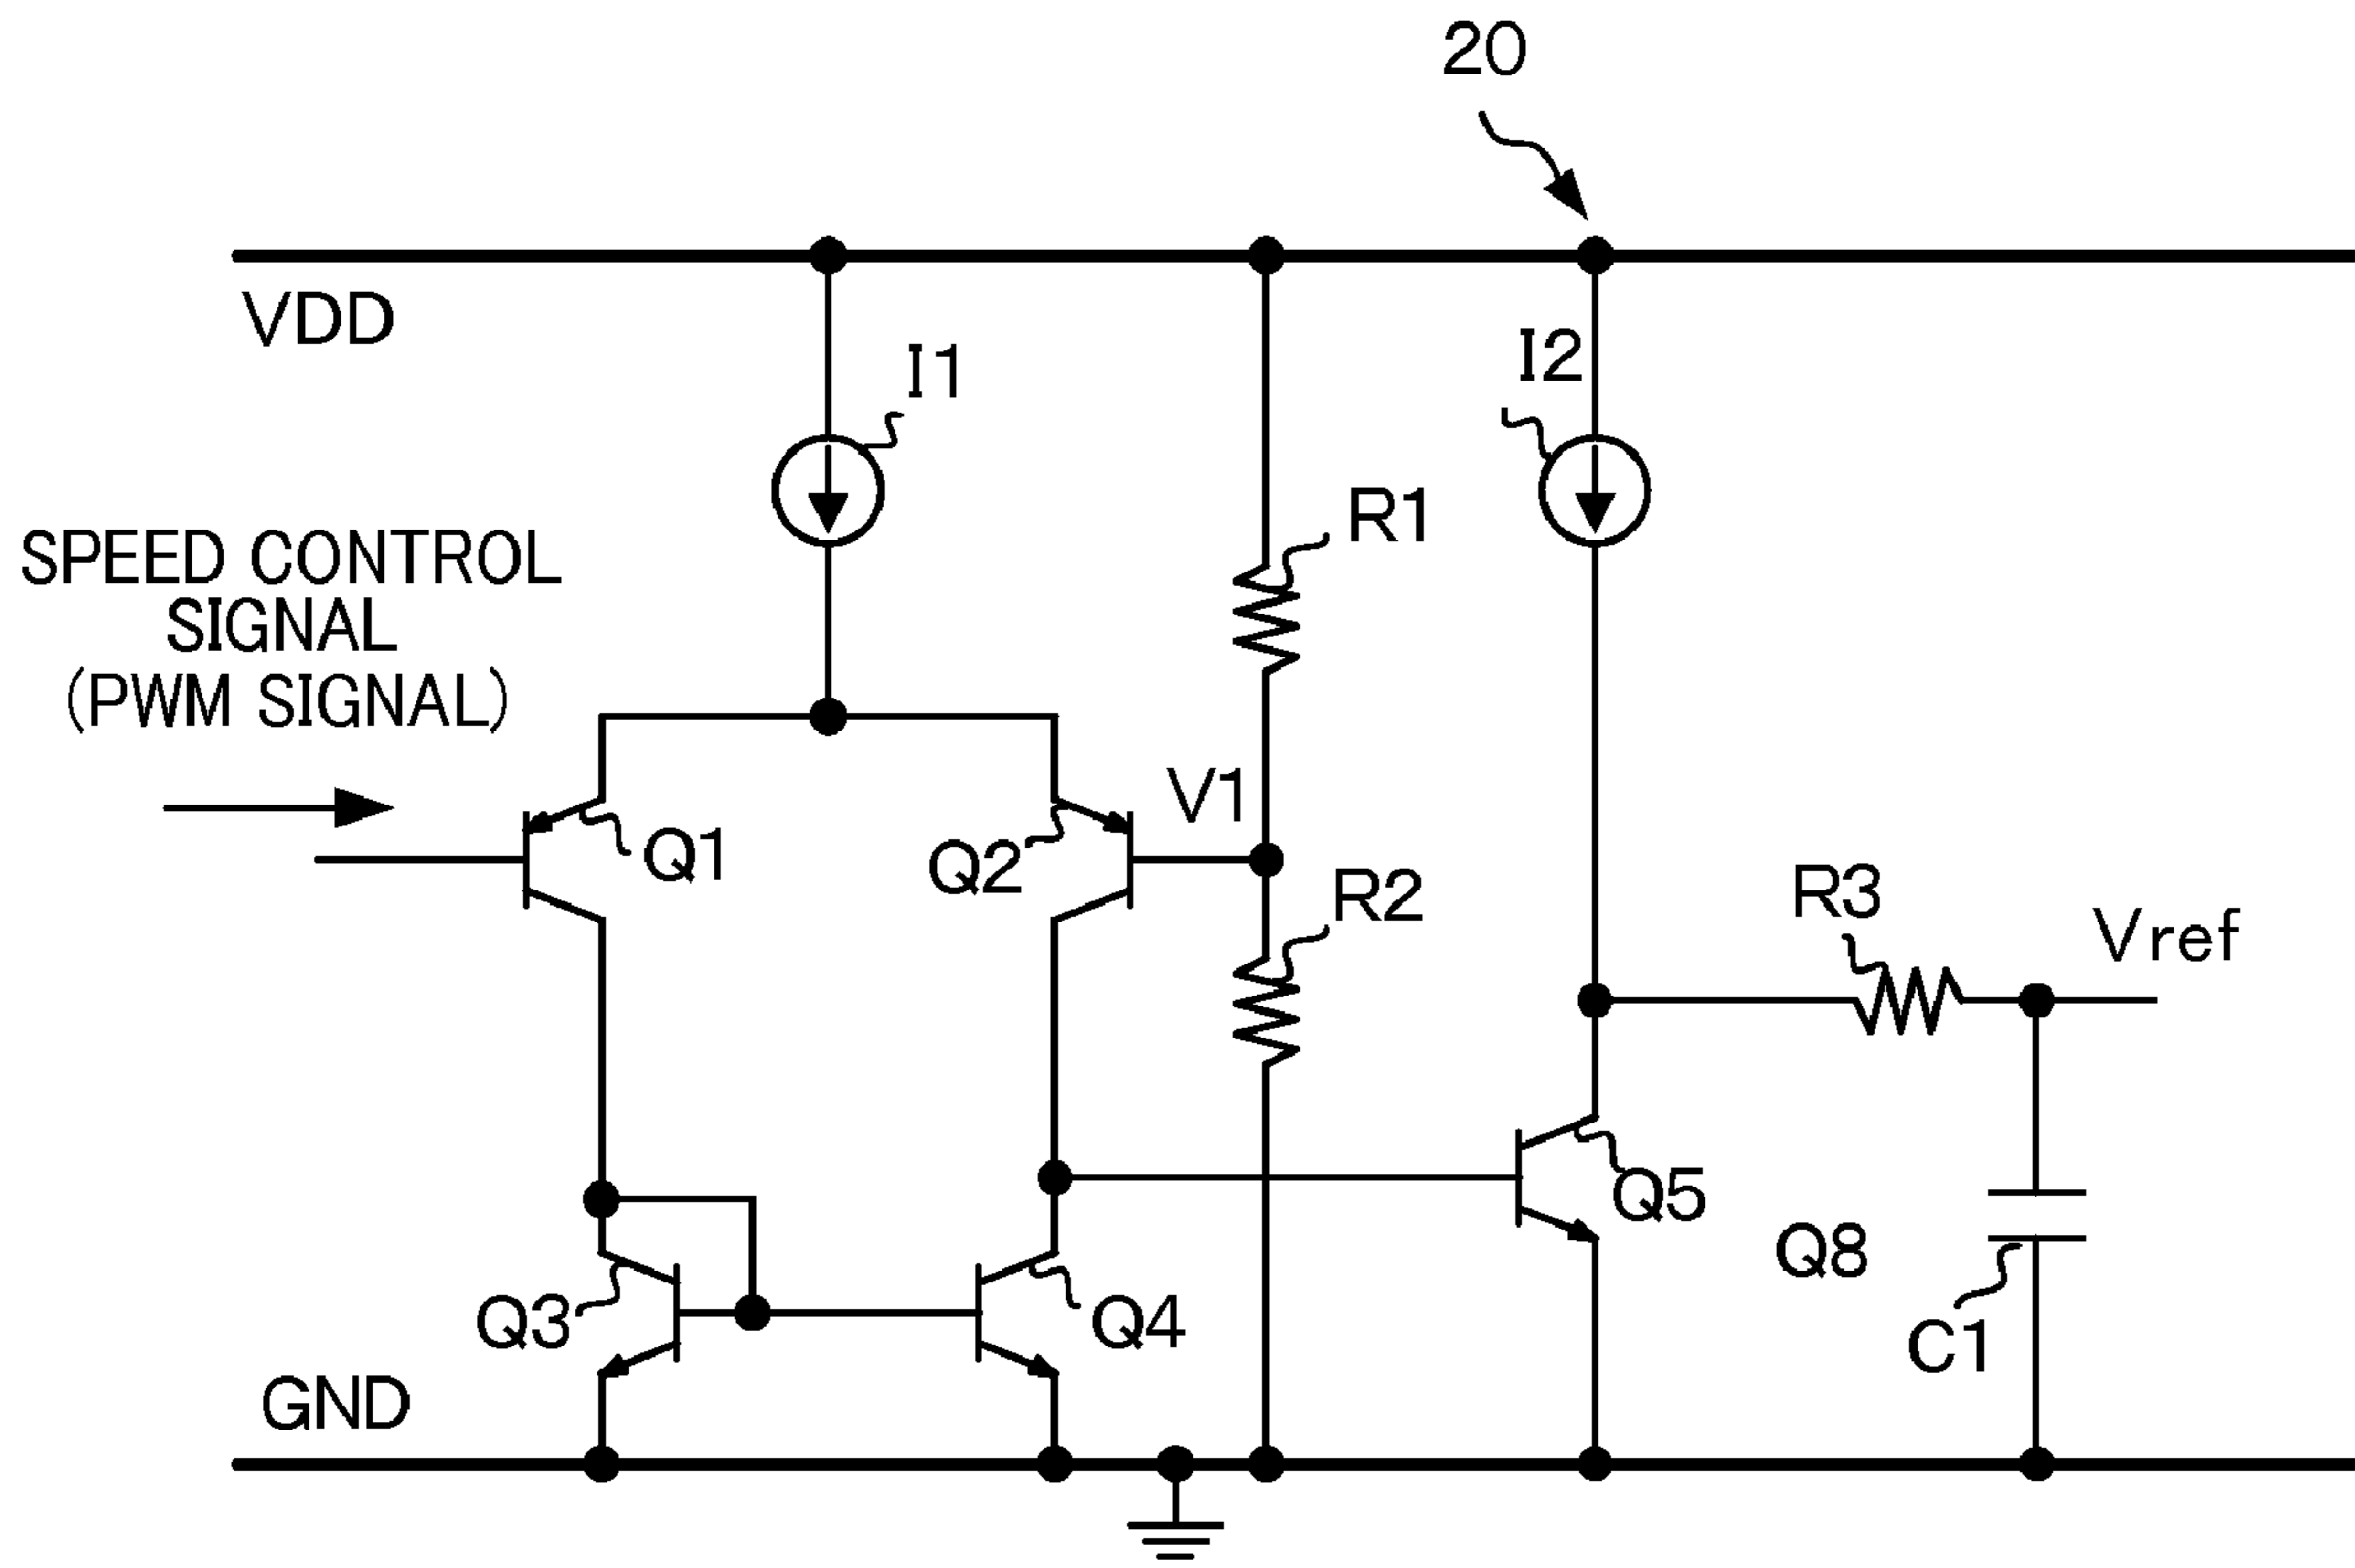 20
VDD
I1
I2
R1
SPEED CONTROL
SIGNAL
(PWM SIGNAL)
V1
Q1
Q2
R2
R3
Vref
Q5
Q8
Q3
Q4
C1
GND